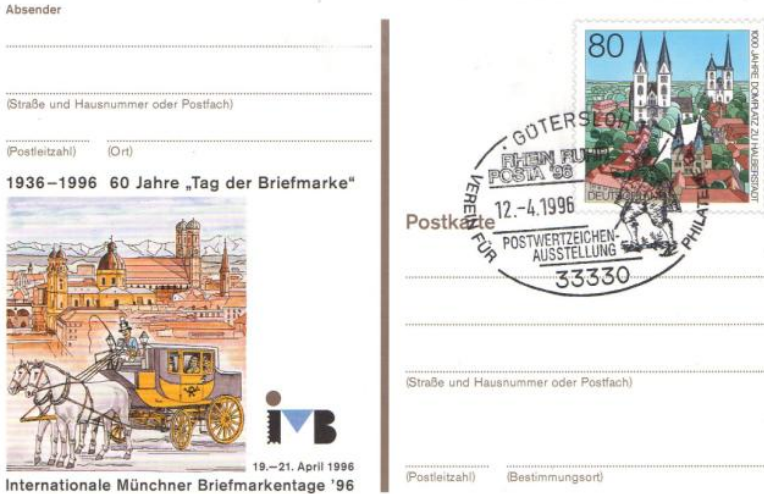 Absender
(Straße und Hausnummer oder Postfach)
(Postleitzahl) (Ort)
1936–1996 60 Jahre „Tag der Briefmarke“
iVB
19.–21. April 1996
Internationale Münchner Briefmarkentage '96
80
1000 JAHRE DOMPLATZ ZU HALBERSTADT
DEUTSCHLAND
GÜTERSLOH
RHEIN RUHR
POSTA '96
12.-4.1996
POSTWERTZEICHEN-
AUSSTELLUNG
33330
VEREIN FÜR
Postkarte
(Straße und Hausnummer oder Postfach)
(Postleitzahl) (Bestimmungsort)